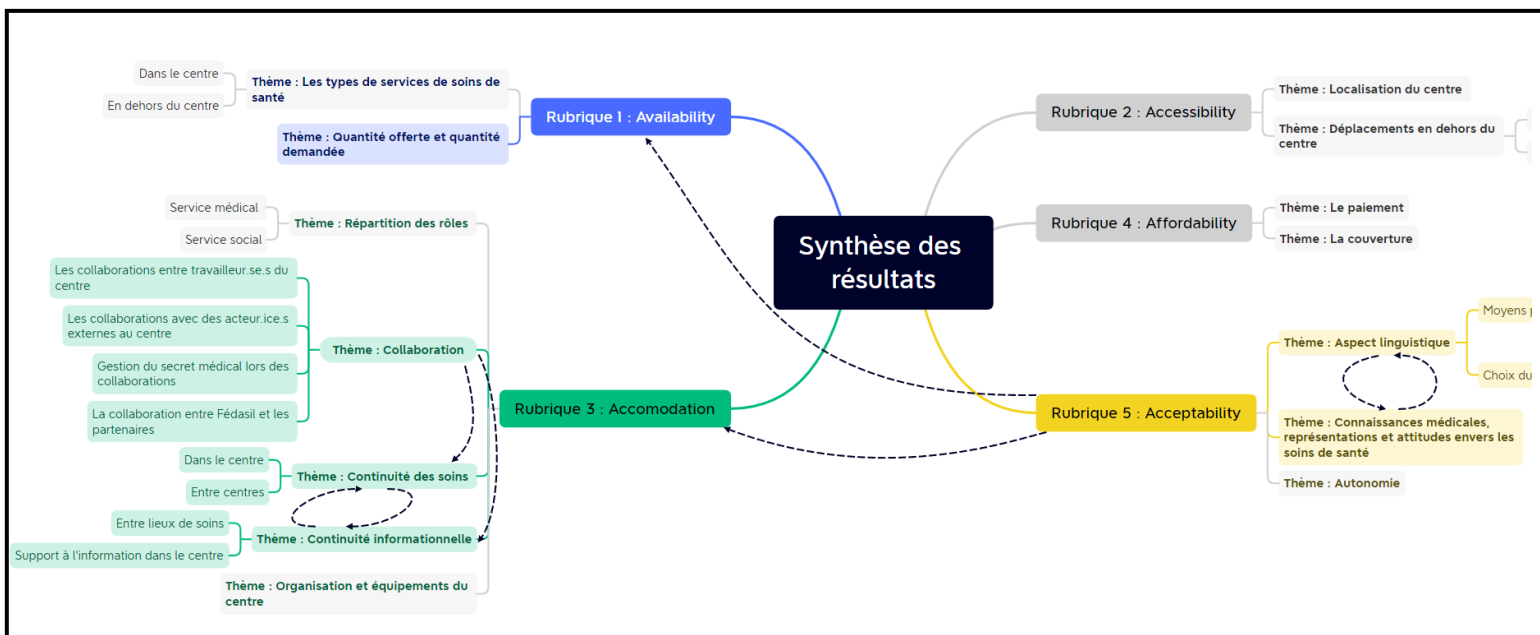 Synthèse des
résultats
Rubrique 1 : Availability
Thème : Les types de services de soins de
santé
Dans le centre
En dehors du centre
Thème : Quantité offerte et quantité
demandée
Rubrique 2 : Accessibility
Thème : Localisation du centre
Thème : Déplacements en dehors du
centre
Rubrique 3 : Accomodation
Thème : Répartition des rôles
Service médical
Service social
Thème : Collaboration
Les collaborations entre travailleur.se.s du
centre
Les collaborations avec des acteur.ice.s
externes au centre
Gestion du secret médical lors des
collaborations
La collaboration entre Fédasil et les
partenaires
Thème : Continuité des soins
Dans le centre
Entre centres
Thème : Continuité informationnelle
Entre lieux de soins
Support à l'information dans le centre
Thème : Organisation et équipements du
centre
Rubrique 4 : Affordability
Thème : Le paiement
Thème : La couverture
Rubrique 5 : Acceptability
Thème : Aspect linguistique
Moyens
Choix du
Thème : Connaissances médicales,
représentations et attitudes envers les
soins de santé
Thème : Autonomie